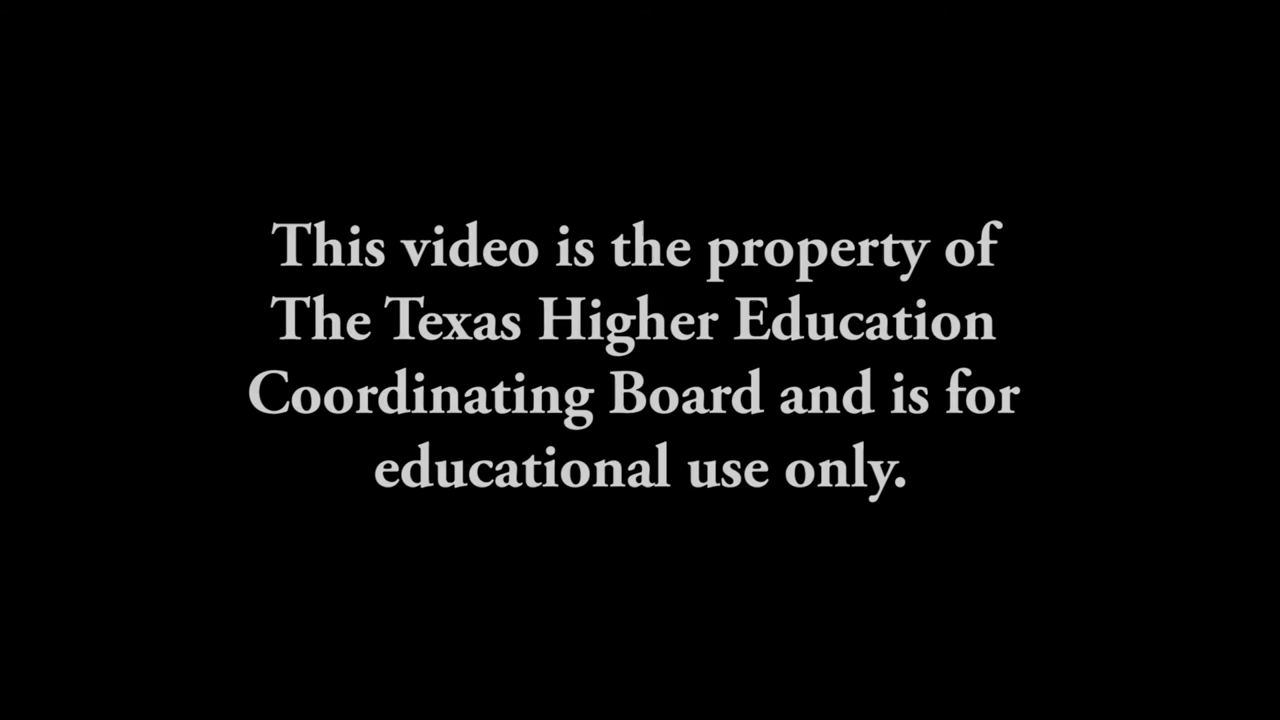 This video is the property of
The Texas Higher Education
Coordinating Board and is for
educational use only.